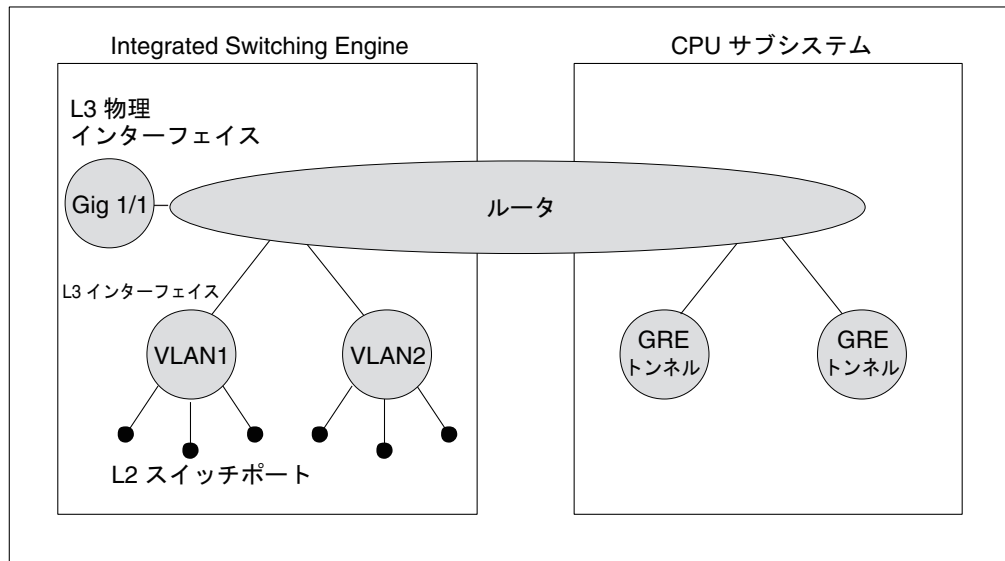 Integrated Switching Engine
CPU サブシステム
L3 物理
インターフェイス
Gig 1/1
ルータ
L3 インターフェイス
VLAN1
VLAN2
GRE
トンネル
GRE
トンネル
L2 スイッチポート